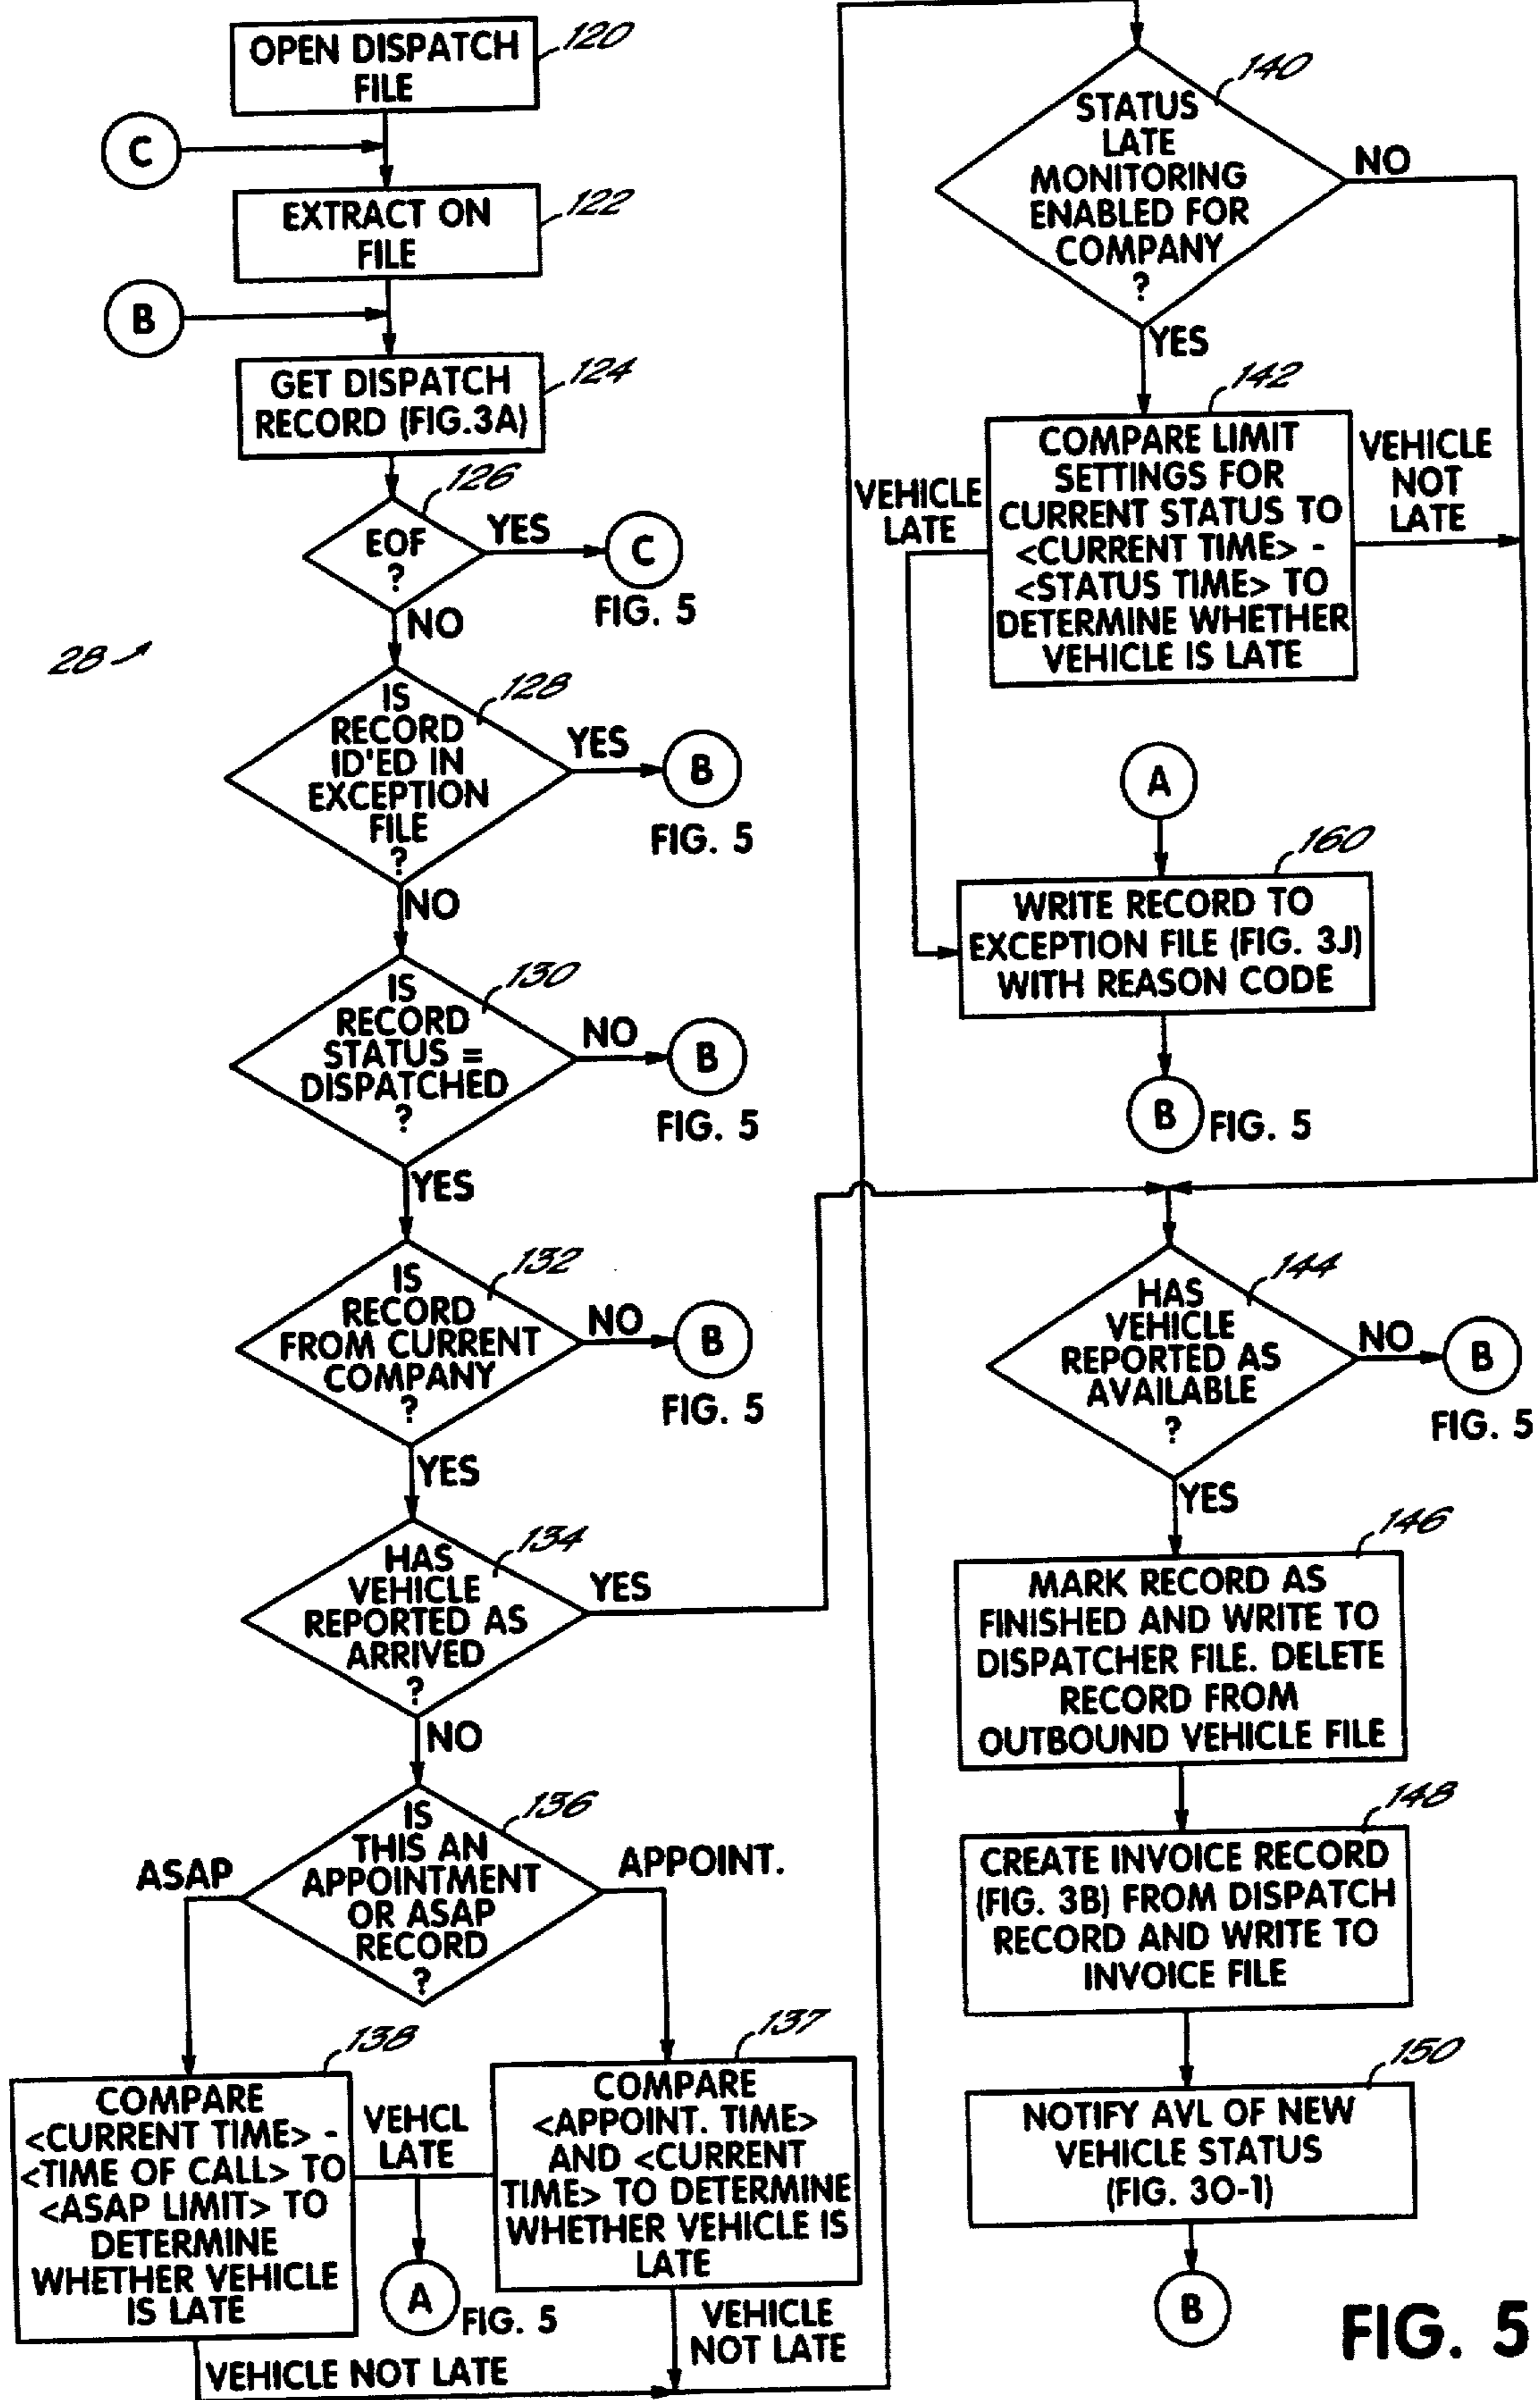 OPEN DISPATCH
FILE
120
C
EXTRACT ON
FILE
122
B
GET DISPATCH
RECORD (FIG.3A)
124
126
EOF
?
YES
C
FIG. 5
NO
28
128
IS
RECORD
ID'ED IN
EXCEPTION
FILE
?
YES
B
FIG. 5
NO
130
IS
RECORD
STATUS =
DISPATCHED
?
NO
B
FIG. 5
YES
132
IS
RECORD
FROM CURRENT
COMPANY
?
NO
B
FIG. 5
YES
134
HAS
VEHICLE
REPORTED AS
ARRIVED
?
YES
NO
136
IS
THIS AN
APPOINTMENT
OR ASAP
RECORD
?
ASAP
APPOINT.
138
COMPARE
<CURRENT TIME> -
<TIME OF CALL> TO
<ASAP LIMIT> TO
DETERMINE
WHETHER VEHICLE
IS LATE
VEHCL
LATE
A
FIG. 5
137
COMPARE
<APPOINT. TIME>
AND <CURRENT
TIME> TO DETERMINE
WHETHER VEHICLE IS
LATE
VEHICLE
NOT LATE
VEHICLE NOT LATE
140
STATUS
LATE
MONITORING
ENABLED FOR
COMPANY
?
NO
YES
142
COMPARE LIMIT
SETTINGS FOR
CURRENT STATUS TO
<CURRENT TIME> -
<STATUS TIME> TO
DETERMINE WHETHER
VEHICLE IS LATE
VEHICLE
LATE
VEHICLE
NOT
LATE
A
160
WRITE RECORD TO
EXCEPTION FILE (FIG. 3J)
WITH REASON CODE
B
FIG. 5
144
HAS
VEHICLE
REPORTED AS
AVAILABLE
?
NO
B
FIG. 5
YES
146
MARK RECORD AS
FINISHED AND WRITE TO
DISPATCHER FILE. DELETE
RECORD FROM
OUTBOUND VEHICLE FILE
148
CREATE INVOICE RECORD
(FIG. 3B) FROM DISPATCH
RECORD AND WRITE TO
INVOICE FILE
150
NOTIFY AVL OF NEW
VEHICLE STATUS
(FIG. 3O-1)
B
FIG. 5